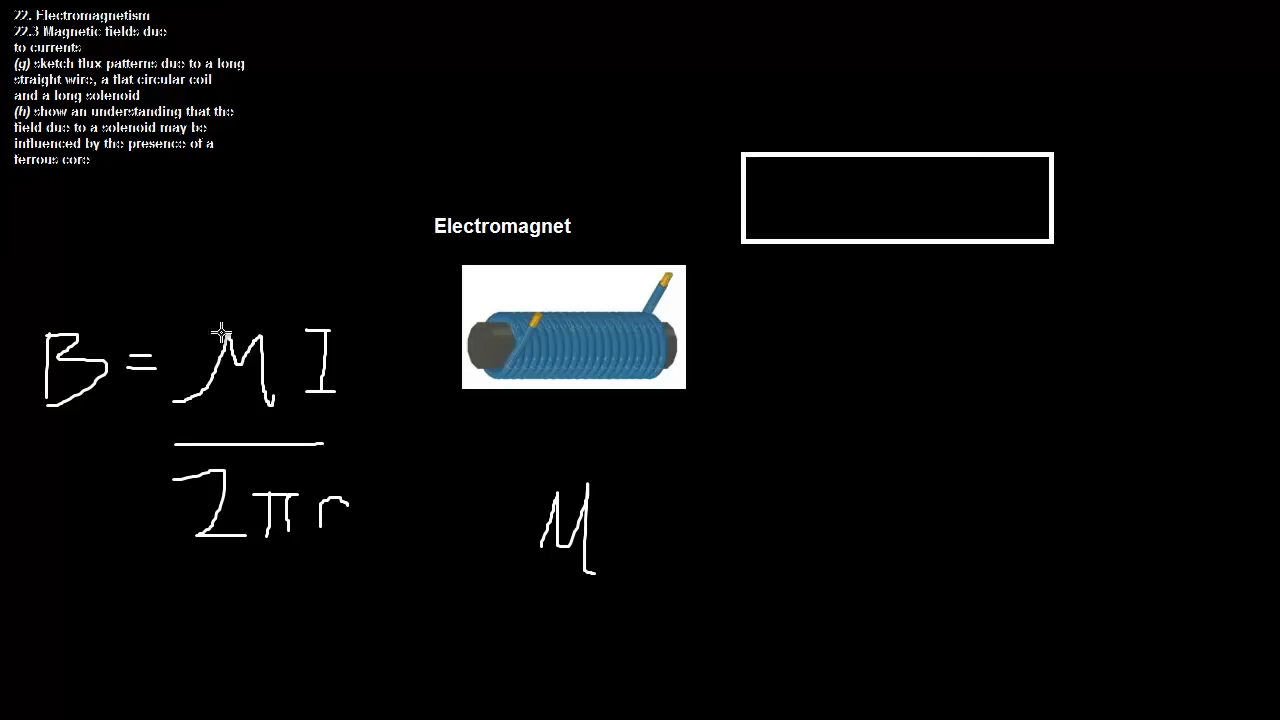 22. Electromagnetism
22.3 Magnetic fields due
to currents
(g) sketch flux patterns due to a long
straight wire, a flat circular coil
and a long solenoid
(h) show an understanding that the
field due to a solenoid may be
influenced by the presence of a
ferrous core
Electromagnet
B = μ I
2 π r
μ